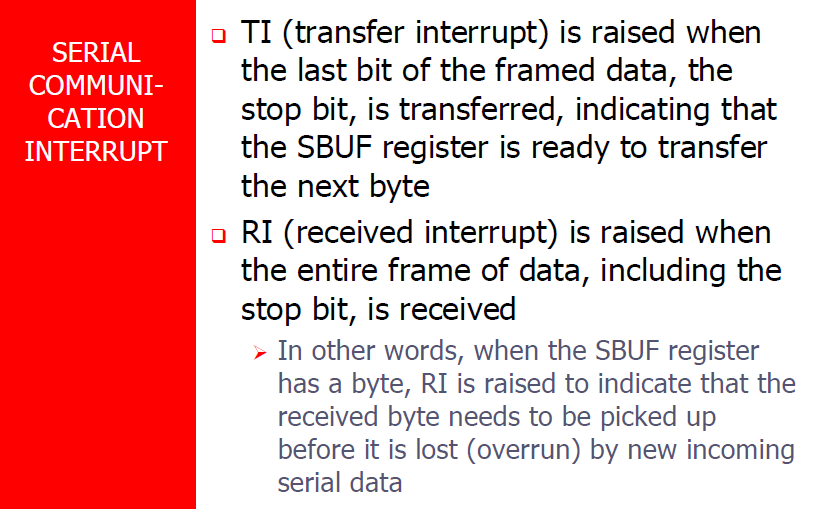 SERIAL
COMMUNI-
CATION
INTERRUPT
TI (transfer interrupt) is raised when
the last bit of the framed data, the
stop bit, is transferred, indicating that
the SBUF register is ready to transfer
the next byte
RI (received interrupt) is raised when
the entire frame of data, including the
stop bit, is received
In other words, when the SBUF register
has a byte, RI is raised to indicate that the
received byte needs to be picked up
before it is lost (overrun) by new incoming
serial data